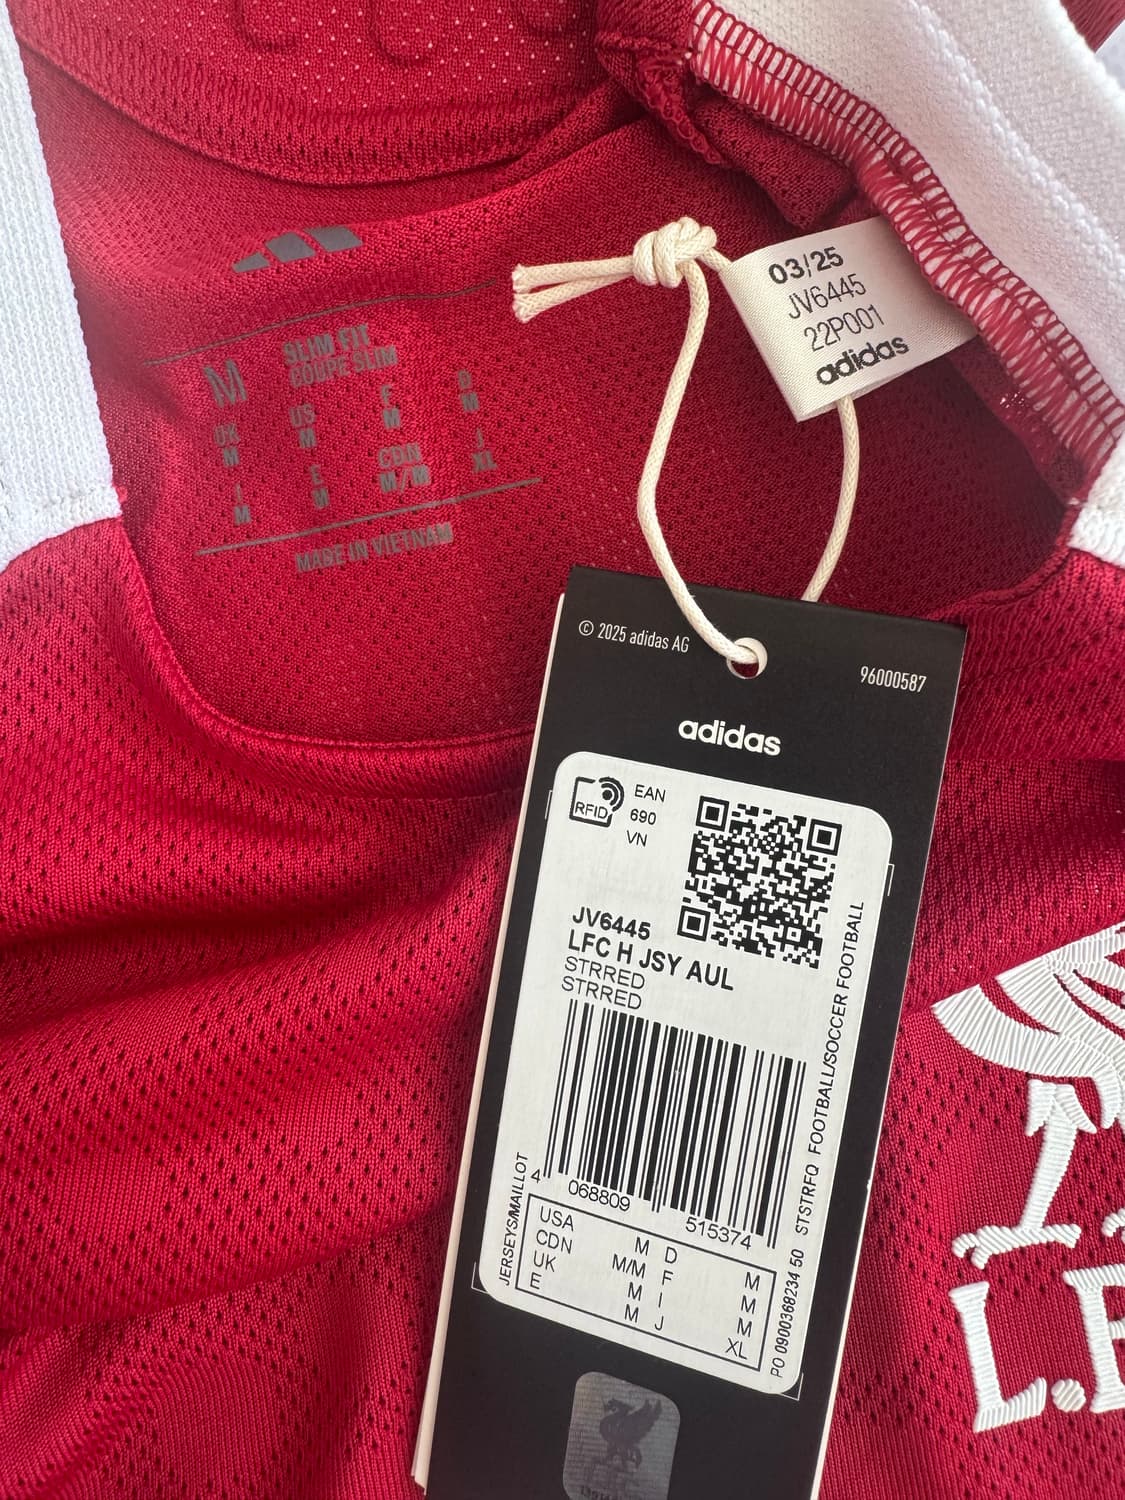 SLIM FIT
COUPE SLIM
M
UK US F D
M M M M
I E CDN J
M M M/M XL
MADE IN VIETNAM
03/25
JV6445
22P001
adidas
© 2025 adidas AG
96000587
adidas
RFID
EAN
690
VN
JV6445
LFC H JSY AUL
STRRED
STRRED
4 068809 515374
JERSEYS/MAILLOT
STSTRFQ FOOTBALL/SOCCER FOOTBALL
PO 0900368234 50
USA M D M
CDN M/M F M
UK M I M
E M J XL
L.F